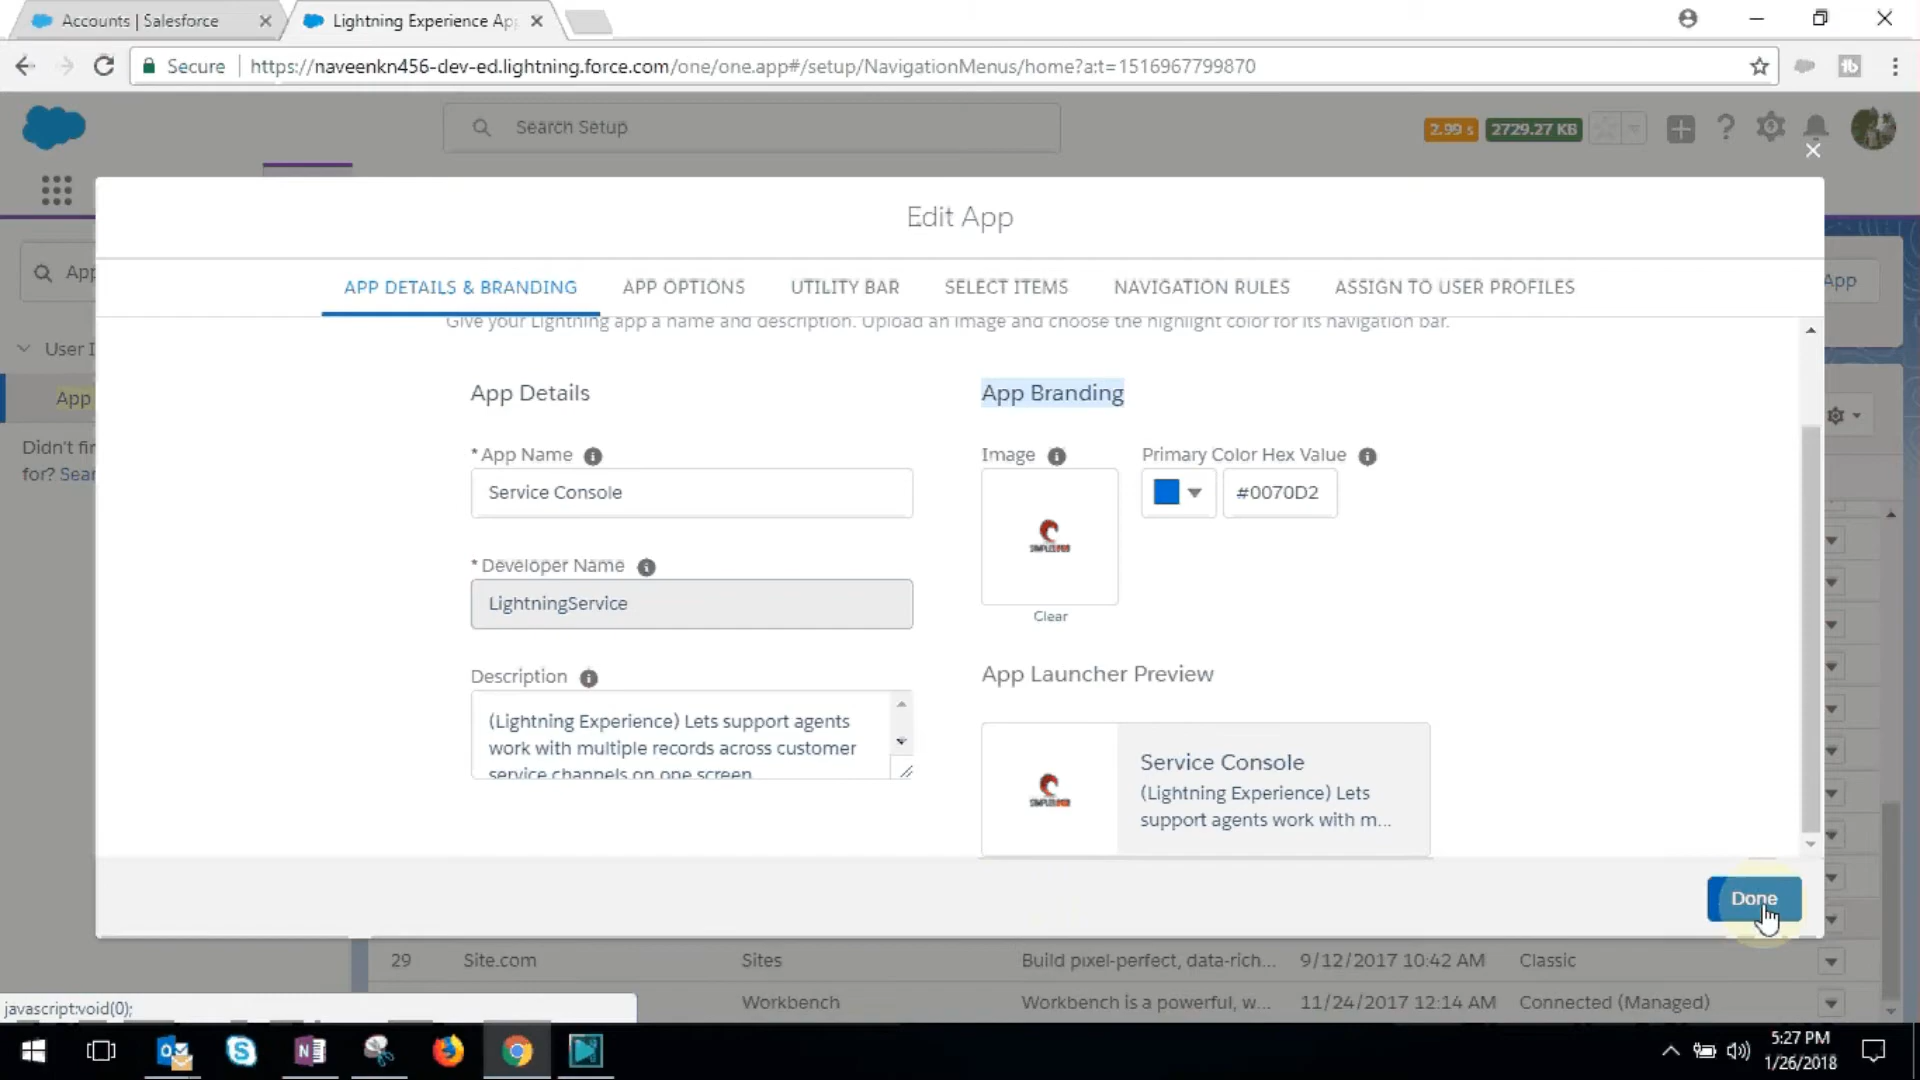 Accounts | Salesforce
Lightning Experience App
Secure
https://naveenkn456-dev-ed.lightning.force.com/one/one.app#/setup/NavigationMenus/home?a:t=1516967799870
Search Setup
2.99 s
2729.27 KB
Edit App
App
User I
App
Didn't fin
for? Sear
App
APP DETAILS & BRANDING
APP OPTIONS
UTILITY BAR
SELECT ITEMS
NAVIGATION RULES
ASSIGN TO USER PROFILES
Give your Lightning app a name and description. Upload an image and choose the highlight color for its navigation bar.
App Details
App Branding
* App Name
Service Console
Image
Primary Color Hex Value
#0070D2
Clear
* Developer Name
LightningService
Description
(Lightning Experience) Lets support agents
work with multiple records across customer
service channels on one screen
App Launcher Preview
Service Console
(Lightning Experience) Lets
support agents work with m...
Done
29 Site.com Sites Build pixel-perfect, data-rich... 9/12/2017 10:42 AM Classic
Workbench Workbench is a powerful, w... 11/24/2017 12:14 AM Connected (Managed)
javascript:void(0);
5:27 PM
1/26/2018